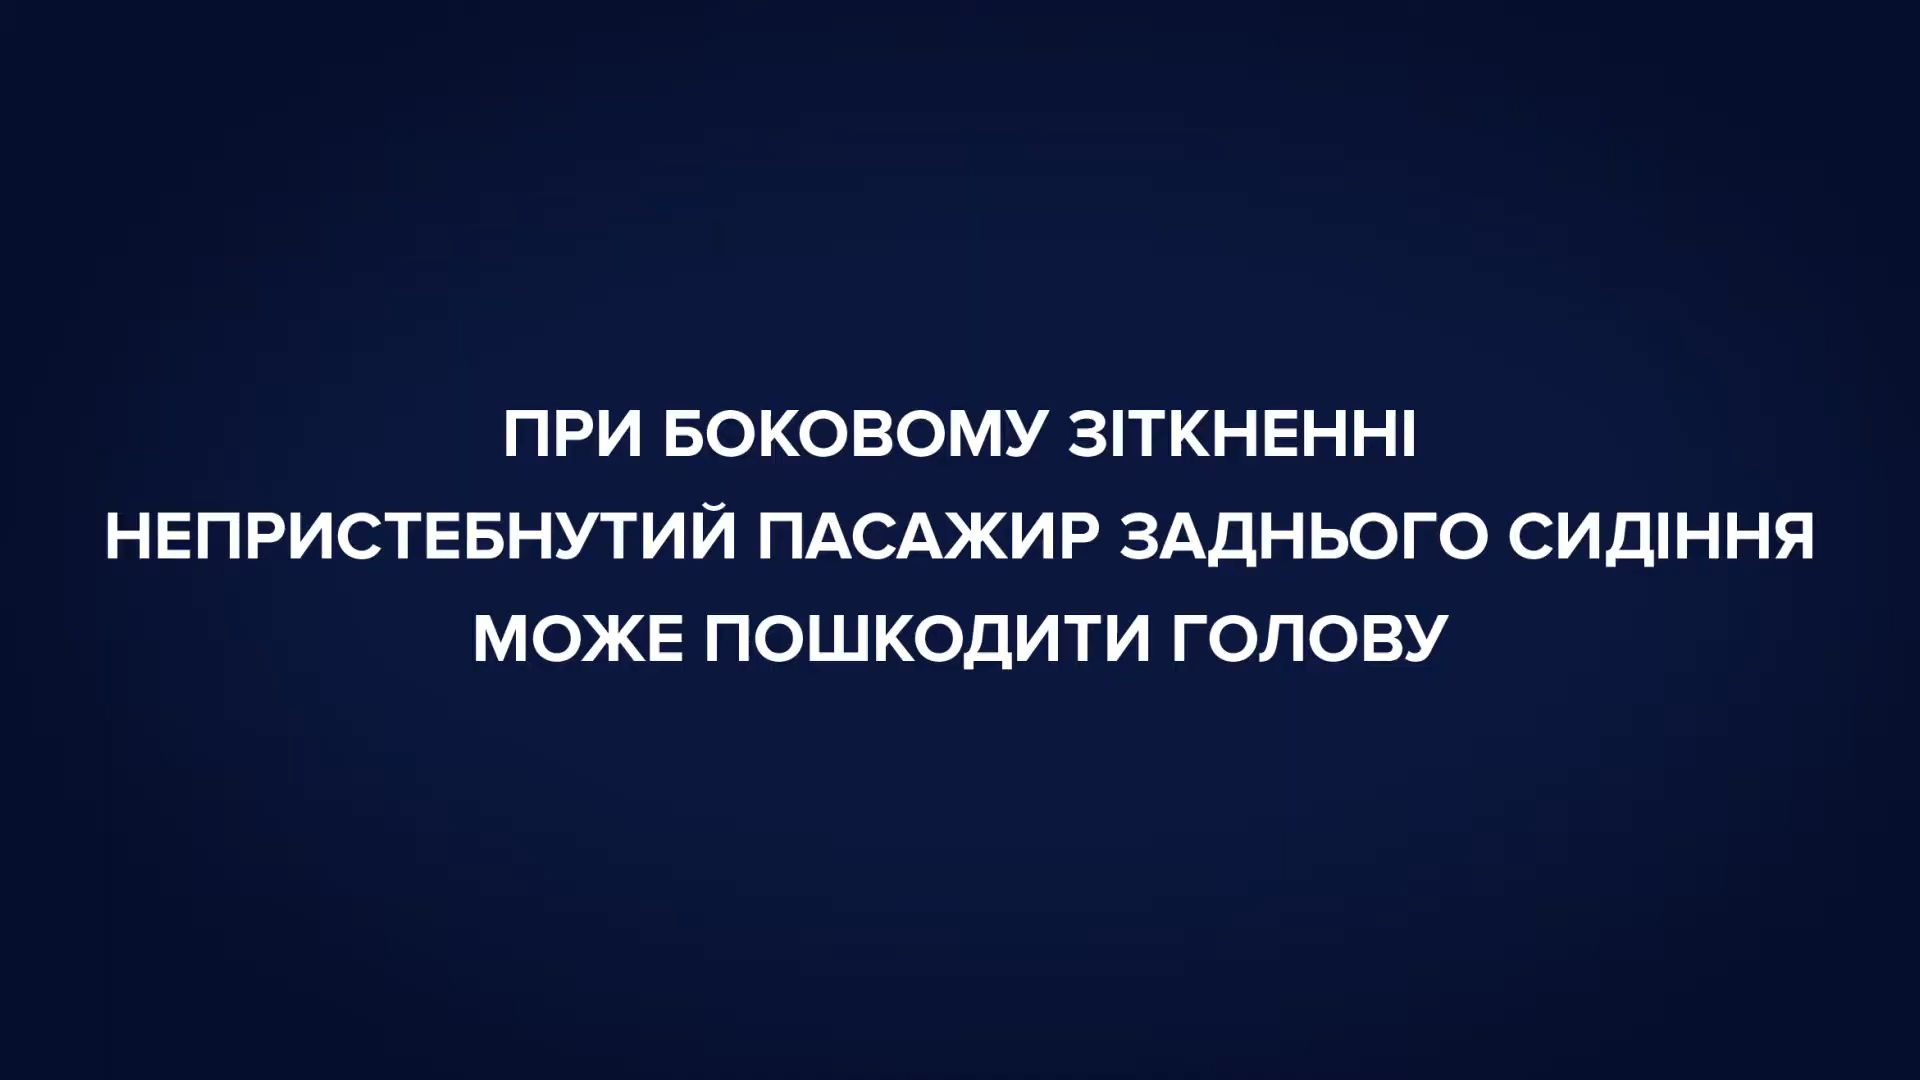 ПРИ БОКОВОМУ ЗІТКНЕННІ
НЕПРИСТЕБНУТИЙ ПАСАЖИР ЗАДНЬОГО СИДІННЯ
МОЖЕ ПОШКОДИТИ ГОЛОВУ